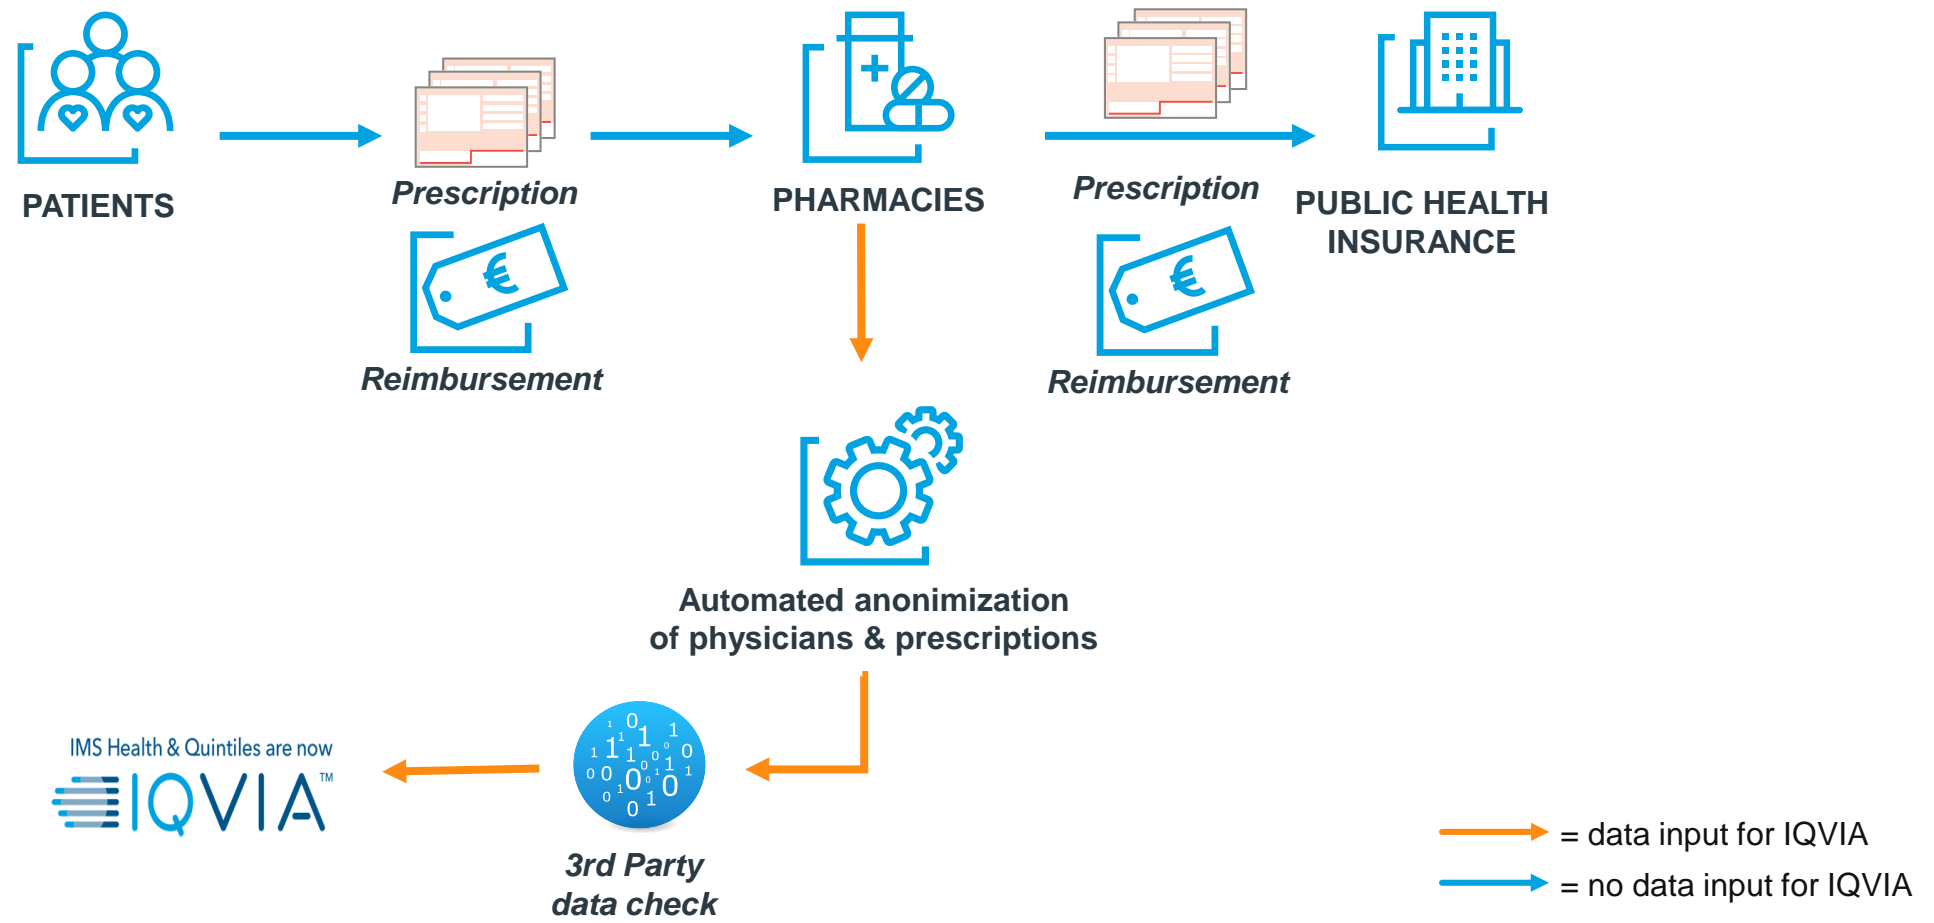 PATIENTS
Prescription
Reimbursement
PHARMACIES
Prescription
Reimbursement
PUBLIC HEALTH
INSURANCE
€
€
Automated anonimization
of physicians & prescriptions
3rd Party
data check
IMS Health & Quintiles are now
IQVIA™
= data input for IQVIA
= no data input for IQVIA